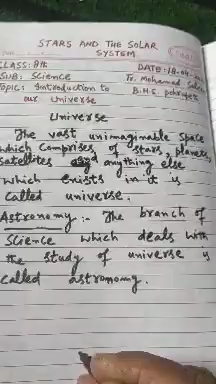 STARS AND THE SOLAR
SYSTEM
CLASS: 8th
DATE: 18-04
SUB: Science
Tr. Mohamad
Topic: Introduction to
our Universe
B.H.S.
Universe
The vast unimaginable space
which comprises of stars, planets,
satellites and anything else
which exists in it is
called universe.
Astronomy :- The branch of
Science which deals with
the study of universe is
called astronomy.